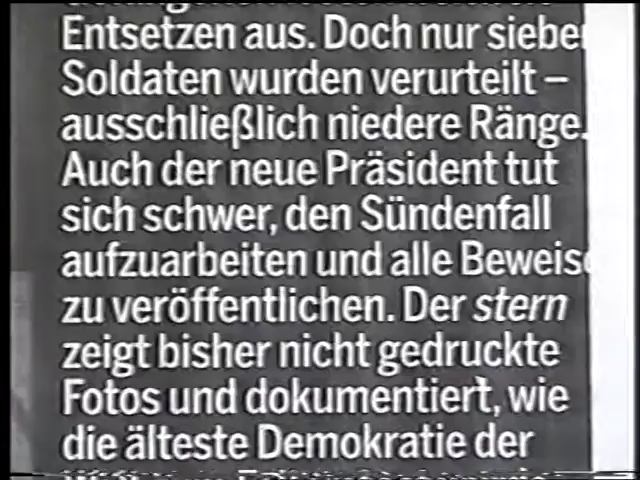 Entsetzen aus. Doch nur sieben
Soldaten wurden verurteilt –
ausschließlich niedere Ränge.
Auch der neue Präsident tut
sich schwer, den Sündenfall
aufzuarbeiten und alle Beweise
zu veröffentlichen. Der stern
zeigt bisher nicht gedruckte
Fotos und dokumentiert, wie
die älteste Demokratie der